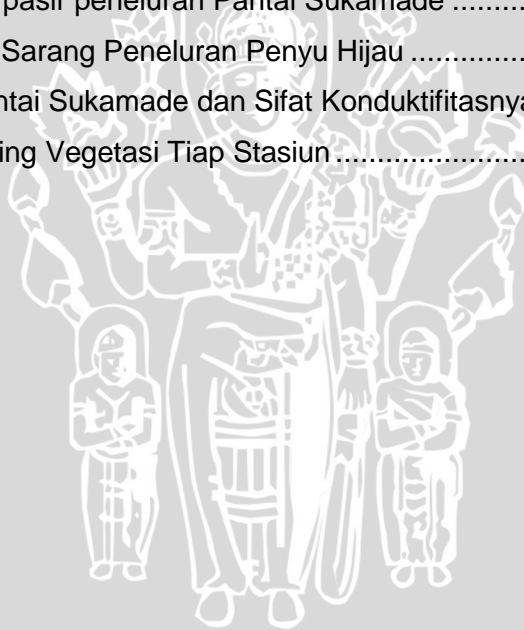 pasir peneluran Pantai Sukamade ..........
Sarang Peneluran Penyu Hijau ...............
ntai Sukamade dan Sifat Konduktifitasnya
ing Vegetasi Tiap Stasiun ......................